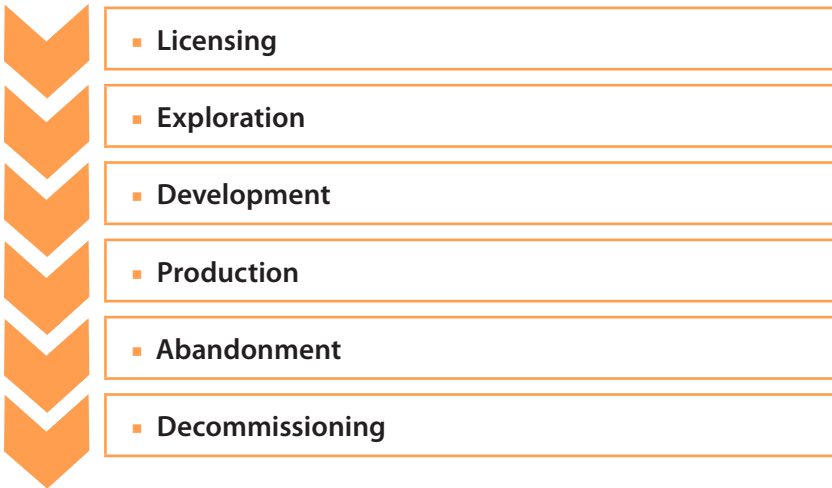 ▪ Licensing
▪ Exploration
▪ Development
▪ Production
▪ Abandonment
▪ Decommissioning